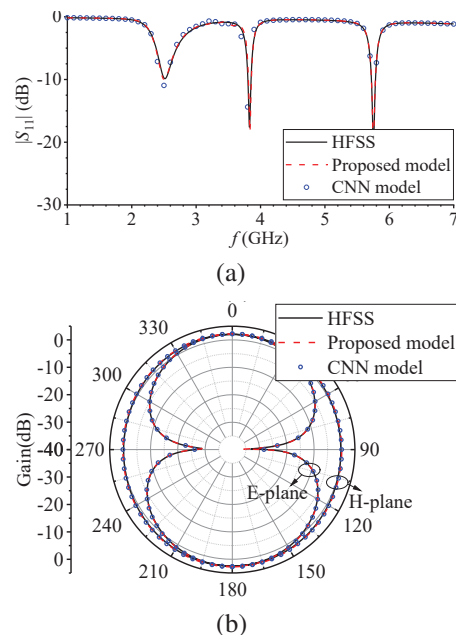 0
-10
-20
-30
|S11| (dB)
HFSS
Proposed model
CNN model
1 2 3 4 5 6 7
f (GHz)
(a)
0
330
300
270
240
210
180
150
120
90
0
-10
-20
-30
-40
-30
-20
-10
0
Gain(dB)
HFSS
Proposed model
CNN model
E-plane
H-plane
(b)